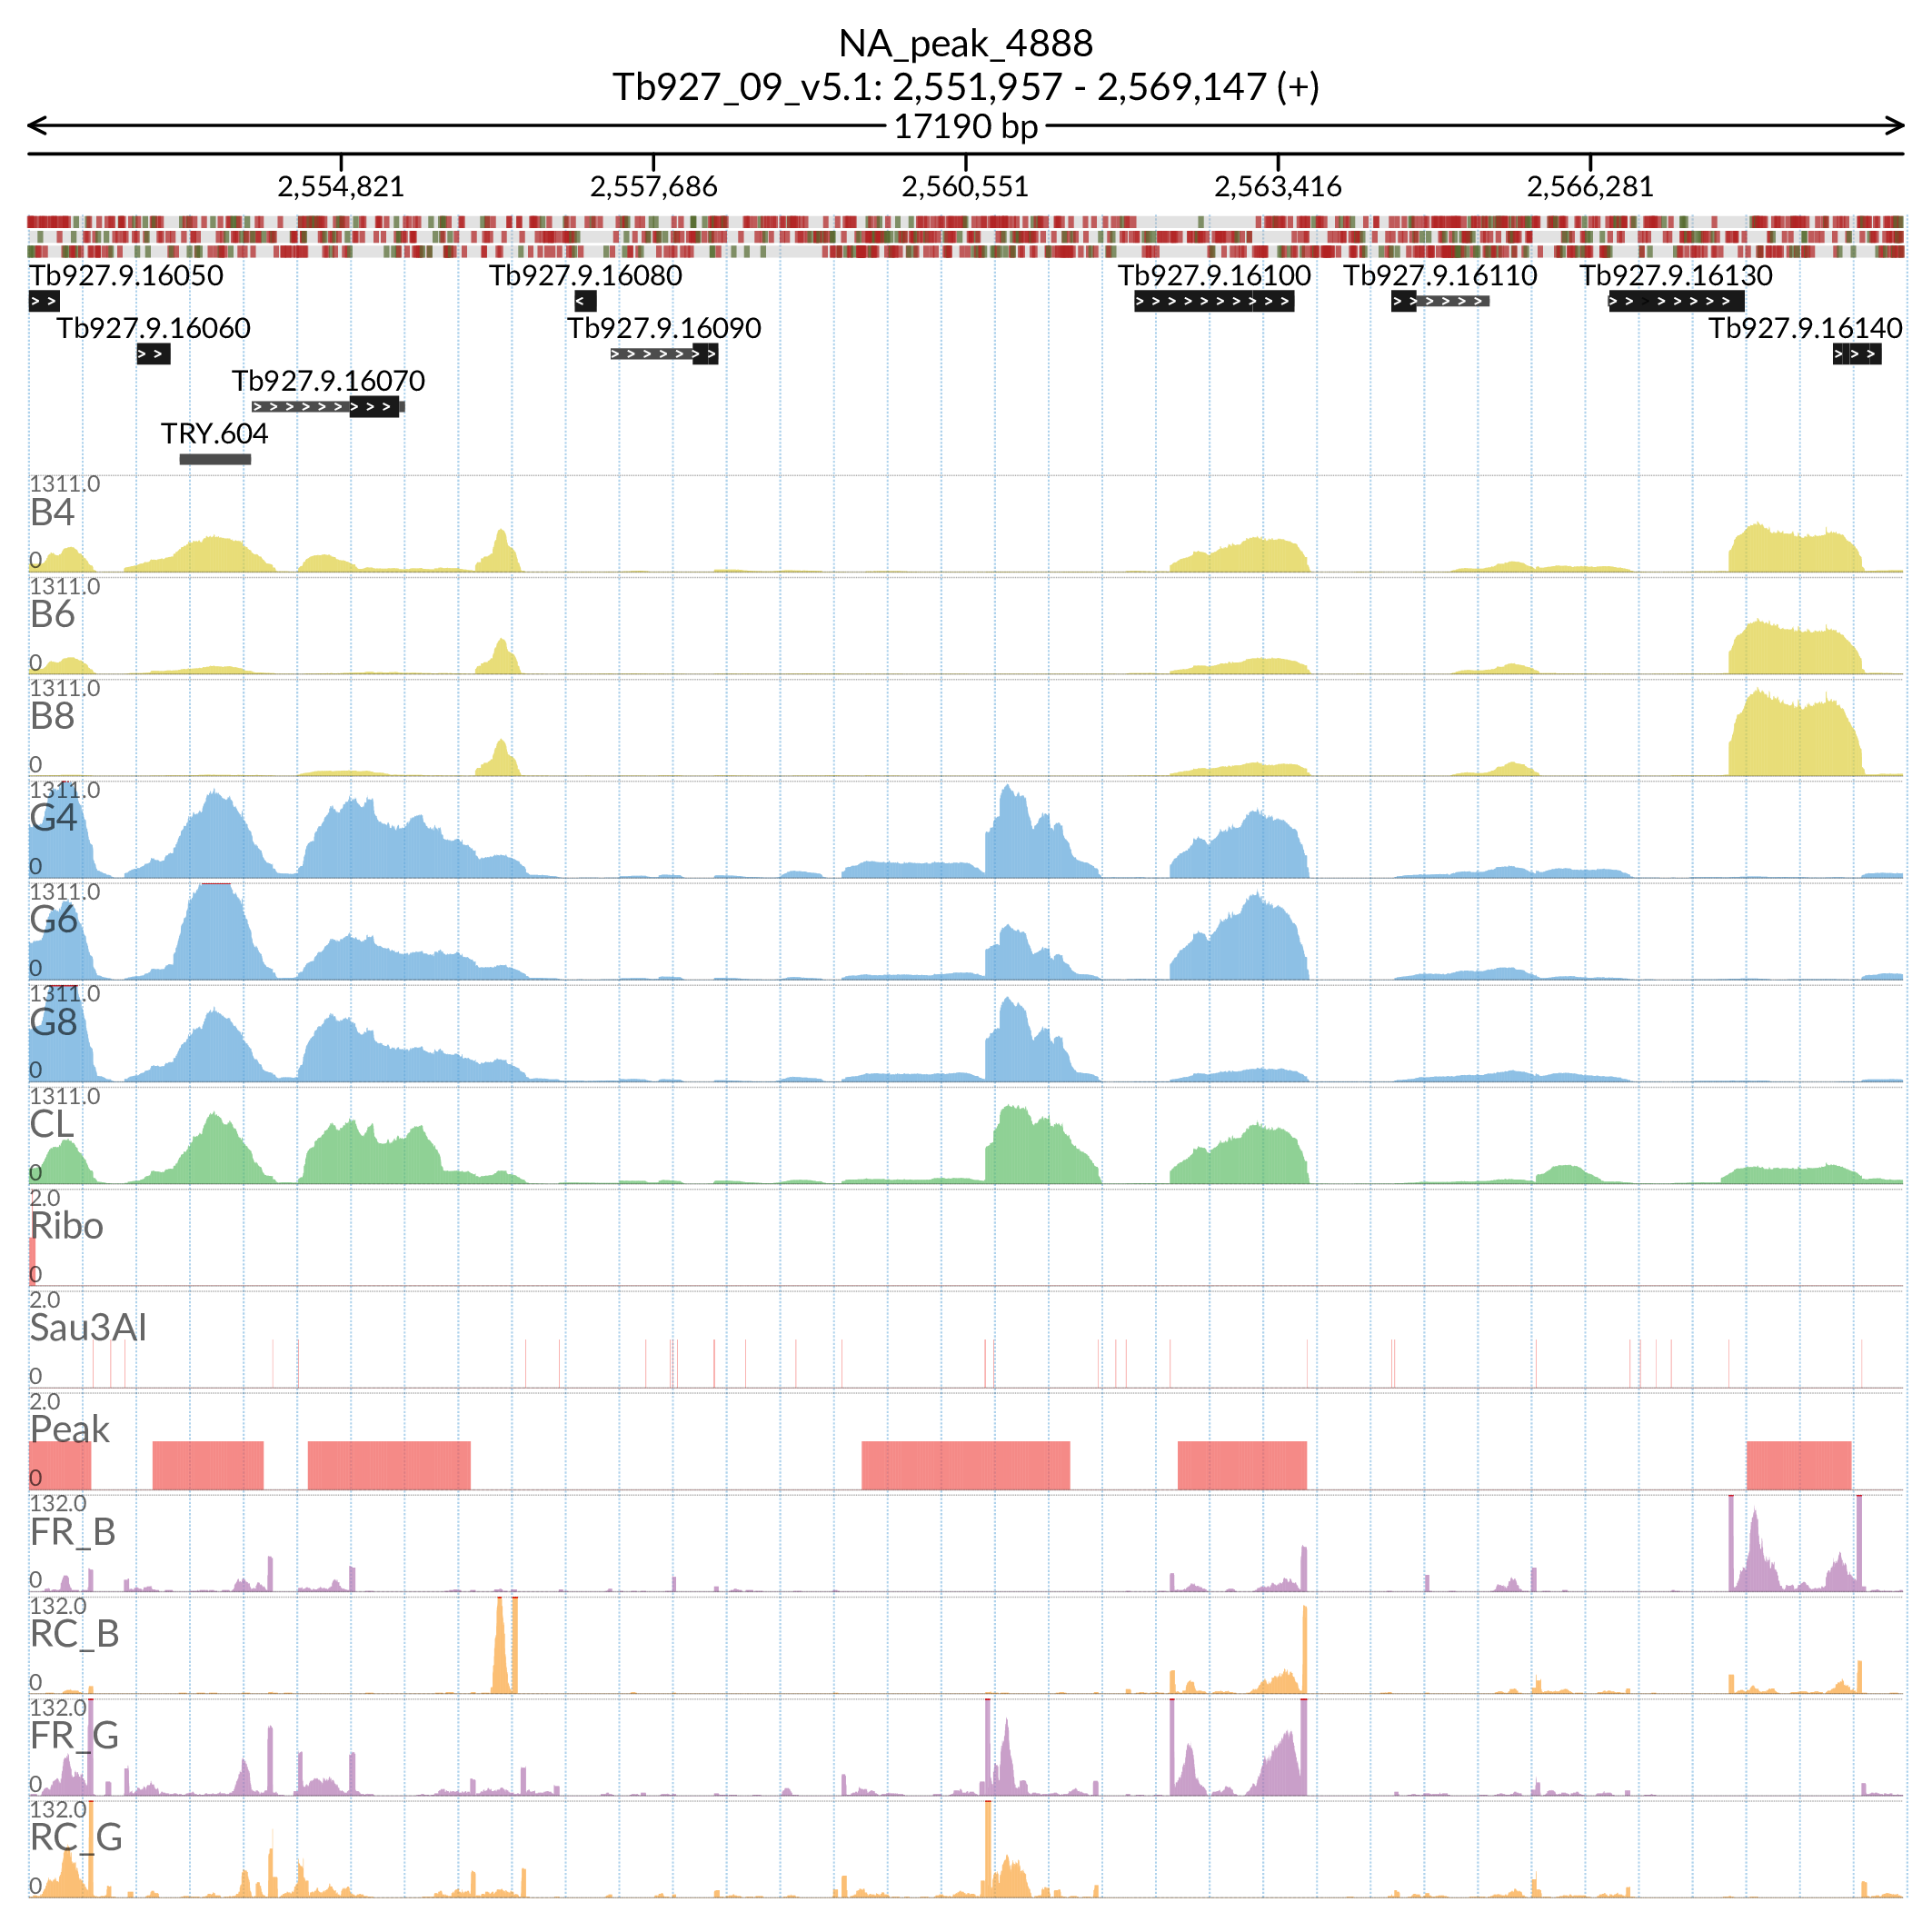 NA_peak_4888
Tb927_09_v5.1: 2,551,957 - 2,569,147 (+)
17190 bp
2,554,821 2,557,686 2,560,551 2,563,416 2,566,281
Tb927.9.16050 Tb927.9.16080 Tb927.9.16100 Tb927.9.16110 Tb927.9.16130
Tb927.9.16060 Tb927.9.16090 Tb927.9.16140
Tb927.9.16070
TRY.604
1311.0
B4
0
1311.0
B6
0
1311.0
B8
0
1311.0
G4
0
1311.0
G6
0
1311.0
G8
0
1311.0
CL
0
2.0
Ribo
0
2.0
Sau3AI
0
2.0
Peak
0
132.0
FR_B
0
132.0
RC_B
0
132.0
FR_G
0
132.0
RC_G
0